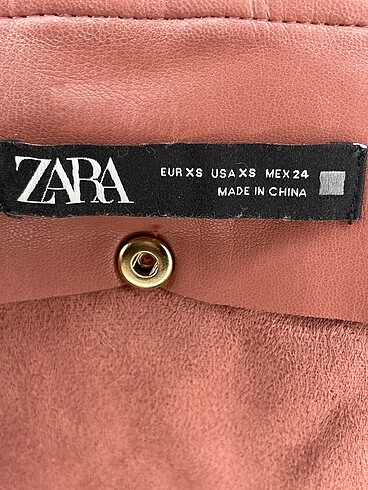 ZARA
EUR XS USA XS MEX 24
MADE IN CHINA